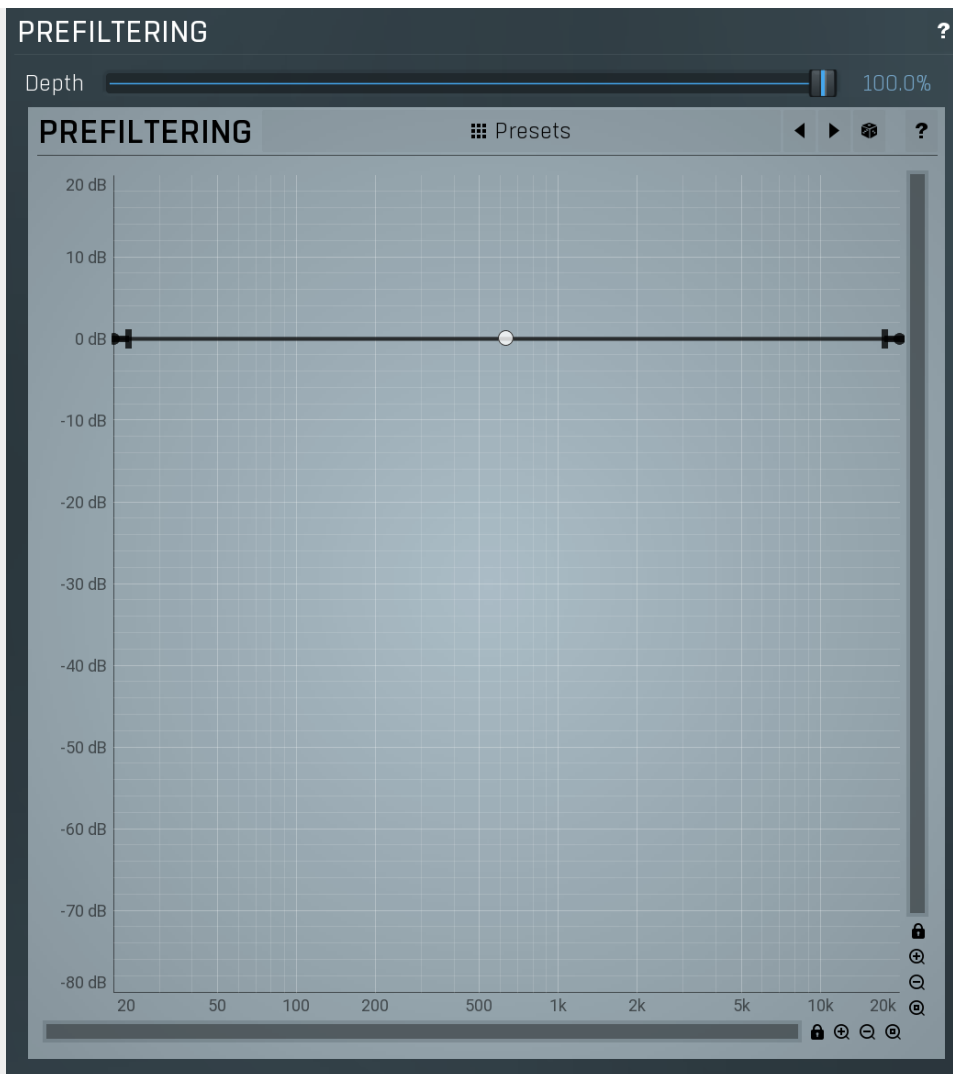 PREFILTERING ?
Depth 100.0%
PREFILTERING Presets ?
20 dB
10 dB
0 dB
-10 dB
-20 dB
-30 dB
-40 dB
-50 dB
-60 dB
-70 dB
-80 dB
20 50 100 200 500 1k 2k 5k 10k 20k